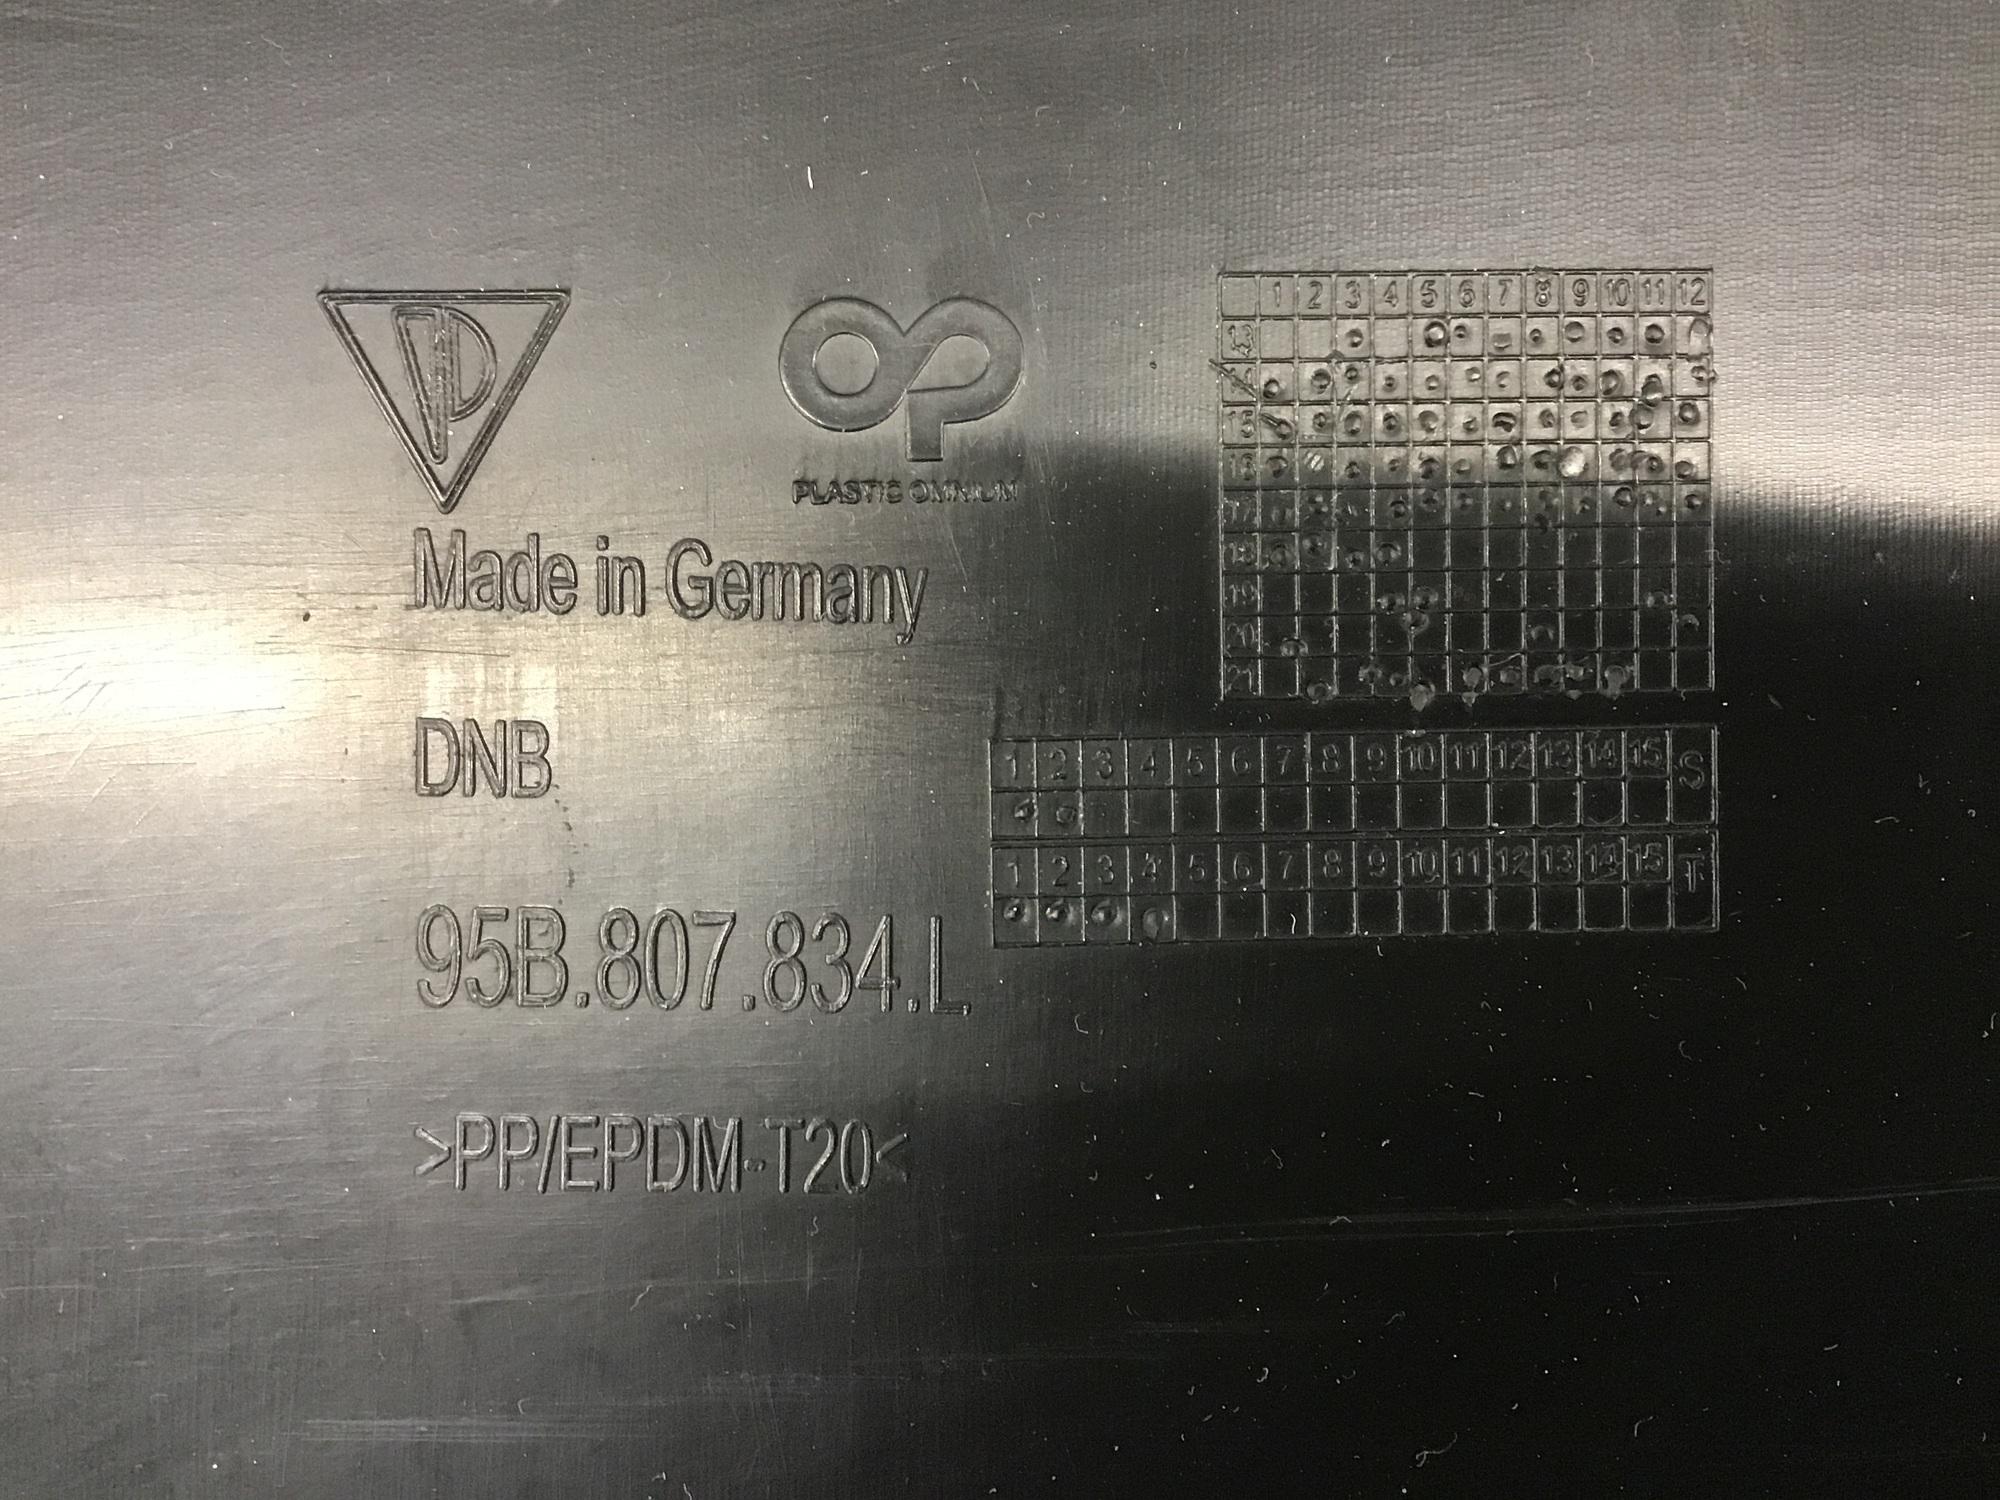 PLASTIC OMNIUM
Made in Germany
DNB
95B.807.834.L
>PP/EPDM-T20<
1 2 3 4 5 6 7 8 9 10 11 12
13
14
15
16
17
18
19
20
21
1 2 3 4 5 6 7 8 9 10 11 12 13 14 15 S
1 2 3 4 5 6 7 8 9 10 11 12 13 14 15 T